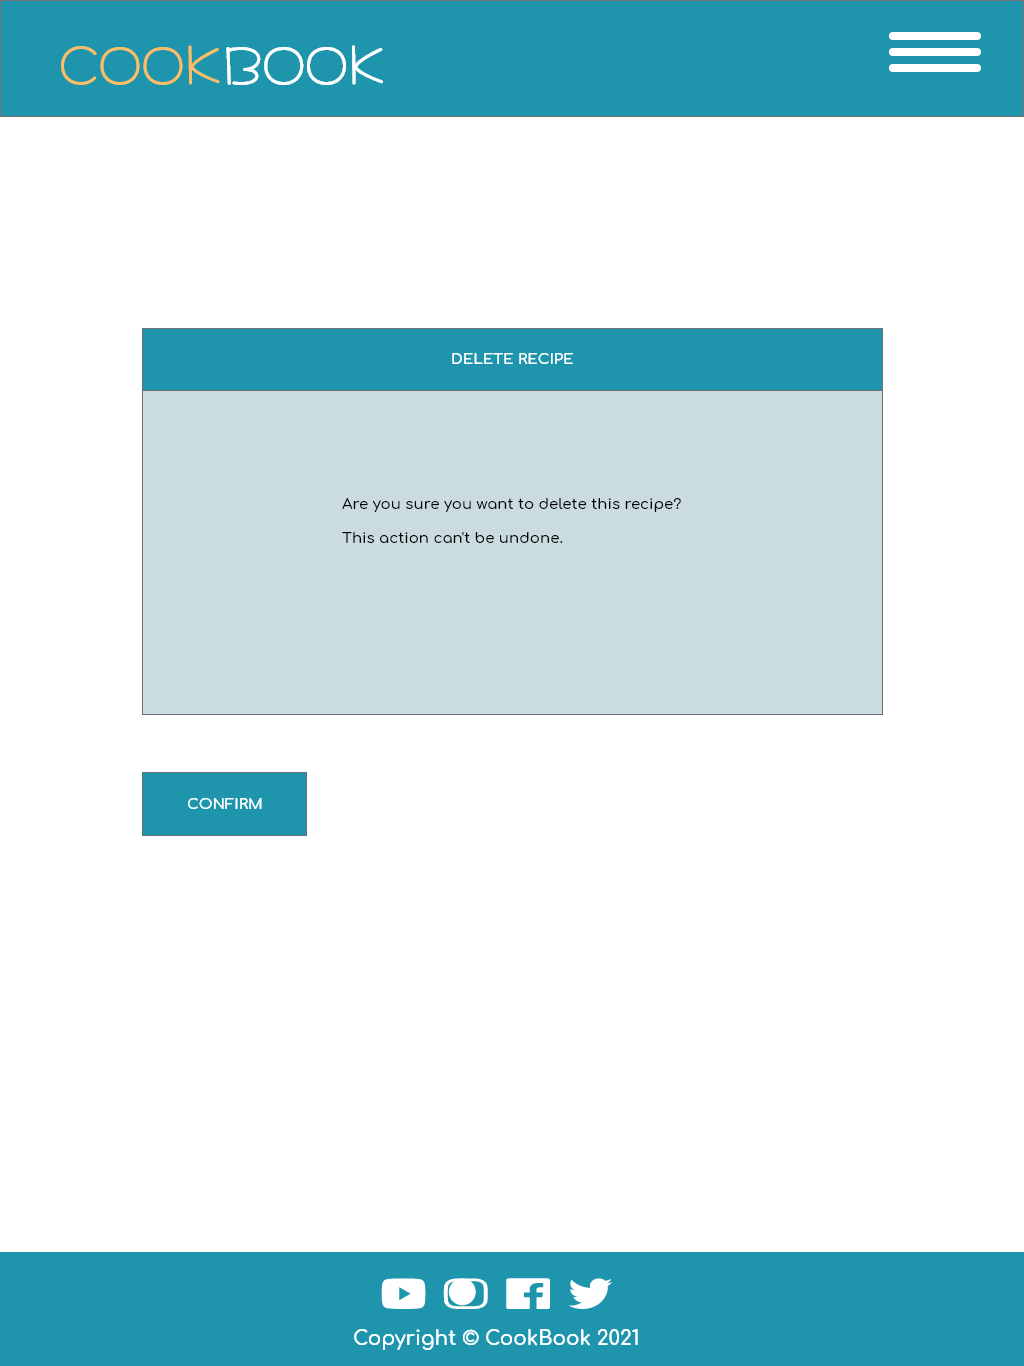 COOKBOOK
DELETE RECIPE
Are you sure you want to delete this recipe?
This action can't be undone.
CONFIRM
Copyright © CookBook 2021